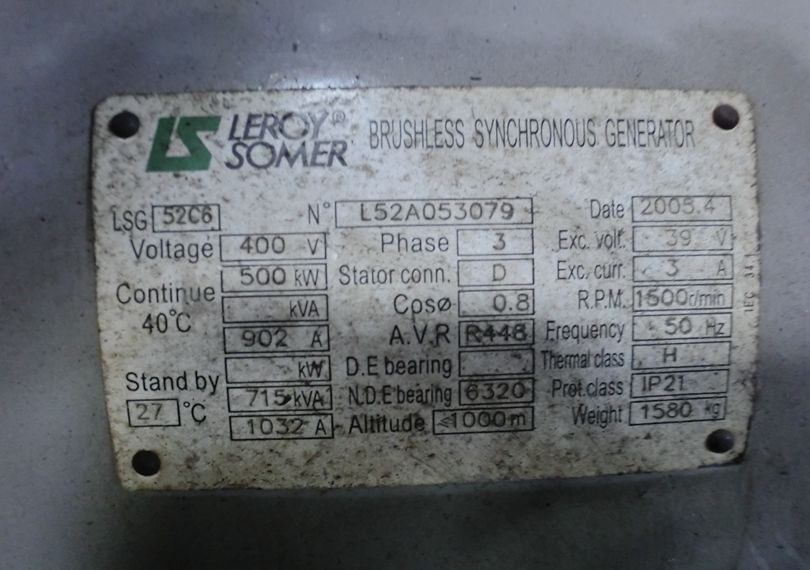 LS LEROY® SOMER BRUSHLESS SYNCHRONOUS GENERATOR
LSG 52C6 N° L52A053079 Date 2005.4
Voltage 400 V Phase 3 Exc. volt. 39 V
Continue 40°C 500 kW Stator conn. D Exc. curr. 3 A
kVA Cosø 0.8 R.P.M. 1500r/min
902 A A.V.R R448 Frequency 50 Hz
Stand by 27 °C kW D.E bearing Thermal class H
715 kVA N.D.E bearing 6320 Prot.class IP21
1032 A Altitude ≤1000m Weight 1580 kg